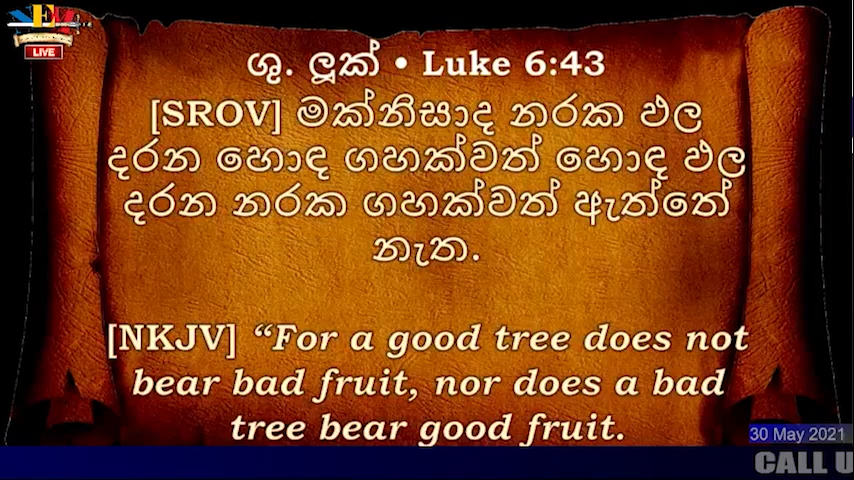 LIVE
ශු. ලූක් • Luke 6:43
[SROV] මක්නිසාද නරක ඵල
දරන හොඳ ගහක්වත් හොඳ ඵල
දරන නරක ගහක්වත් ඇත්තේ
නැත.
[NKJV] “For a good tree does not
bear bad fruit, nor does a bad
tree bear good fruit.
30 May 2021
CALL U